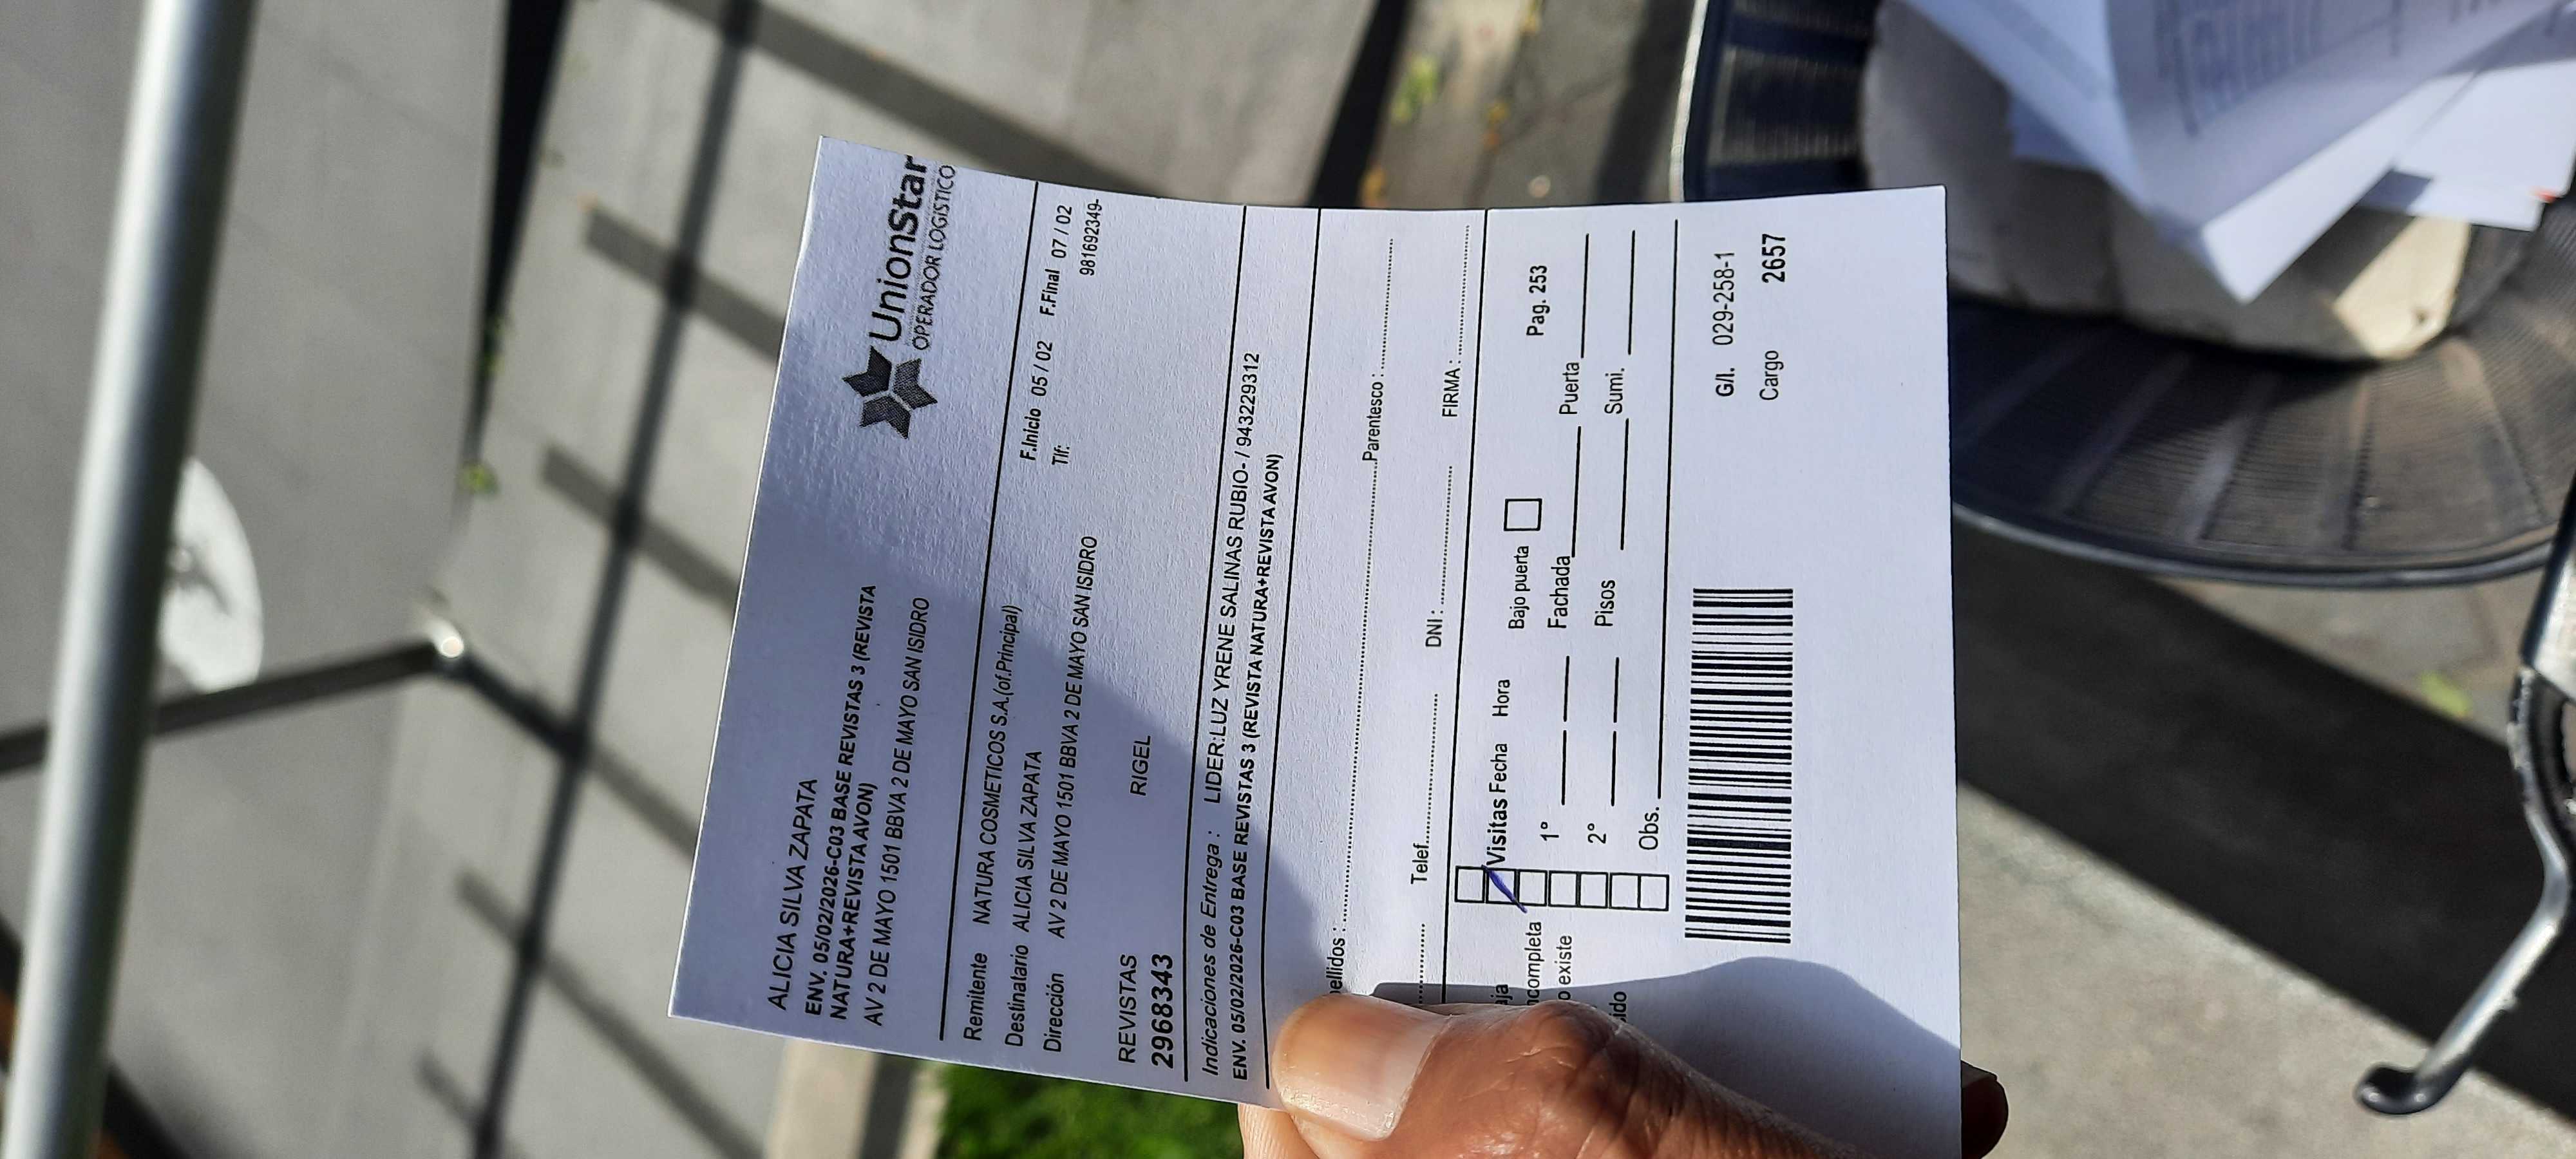 Unionstar
OPERADOR LOGÍSTICO
ALICIA SILVA ZAPATA
ENV. 05/02/2026-C03 BASE REVISTAS 3 (REVISTA
NATURA+REVISTA AVON)
AV 2 DE MAYO 1501 BBVA 2 DE MAYO SAN ISIDRO
Remitente NATURA COSMETICOS S.A.(of.Principal) F.Inicio 05 / 02 F.Final 07 / 02
Destinatario ALICIA SILVA ZAPATA Tlf: 981692349-
Dirección AV 2 DE MAYO 1501 BBVA 2 DE MAYO SAN ISIDRO
REVISTAS RIGEL
2968343
Indicaciones de Entrega : LIDER:LUZ YRENE SALINAS RUBIO- / 943229312
ENV. 05/02/2026-C03 BASE REVISTAS 3 (REVISTA NATURA+REVISTA AVON)
ellidos : Parentesco :
Telef. DNI : FIRMA :
Visitas Fecha Hora Bajo puerta Pag. 253
ncompleta 1° Fachada Puerta
o existe 2° Pisos Sumi.
ido Obs.
G/I. 029-258-1
Cargo 2657